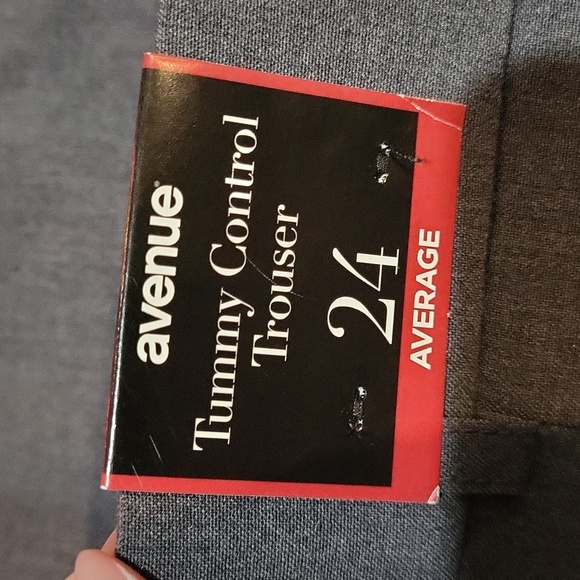 avenue
Tummy Control
Trouser
24
AVERAGE